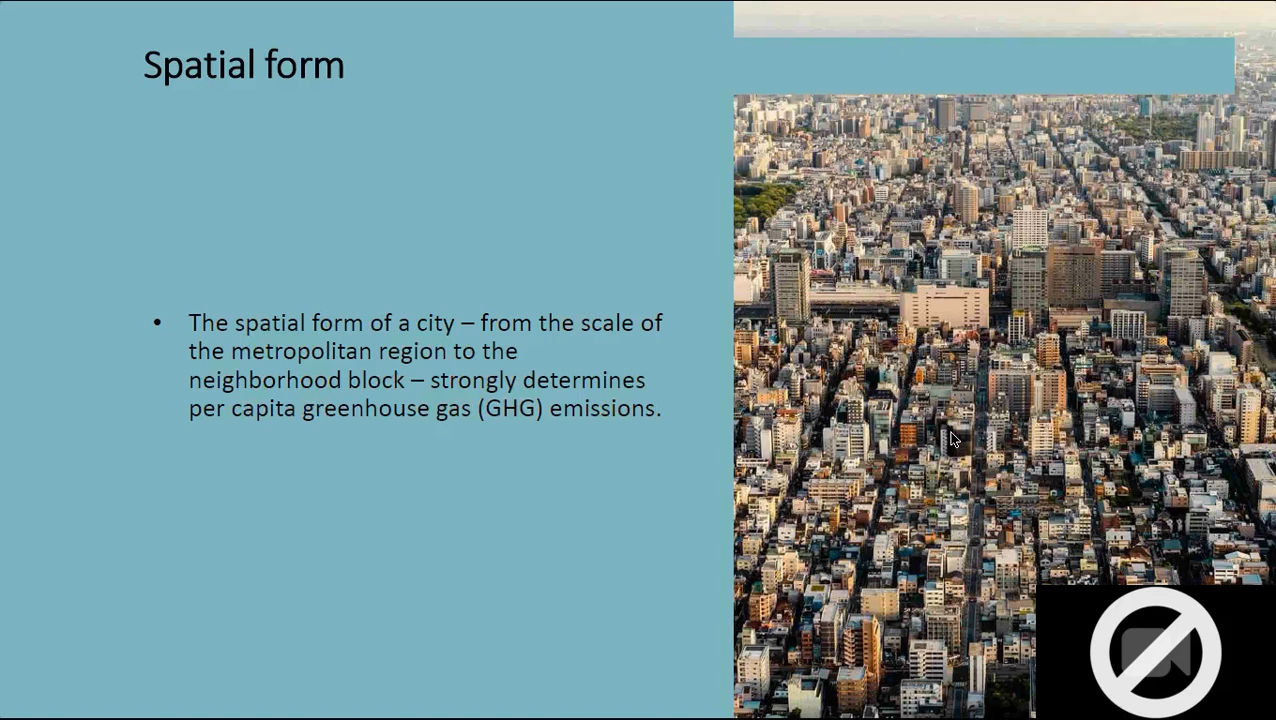 Spatial form
• The spatial form of a city – from the scale of
the metropolitan region to the
neighborhood block – strongly determines
per capita greenhouse gas (GHG) emissions.